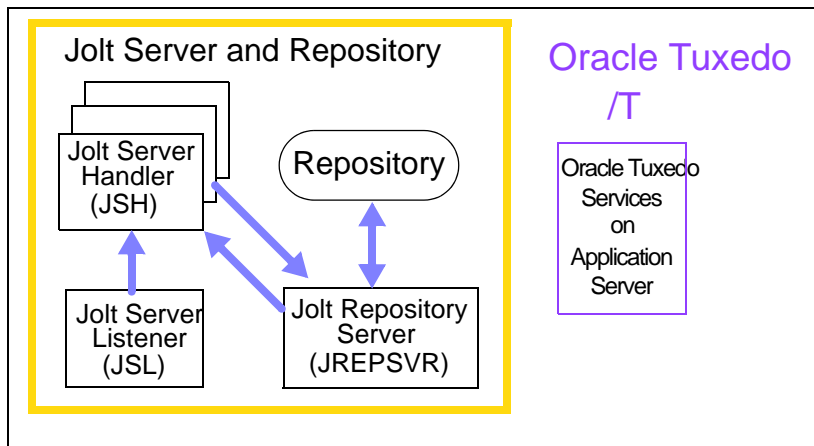 Jolt Server and Repository
Oracle Tuxedo
/T
Jolt Server
Handler
(JSH)
Repository
Oracle Tuxedo
Services
on
Application
Server
Jolt Server
Listener
(JSL)
Jolt Repository
Server
(JREPSVR)